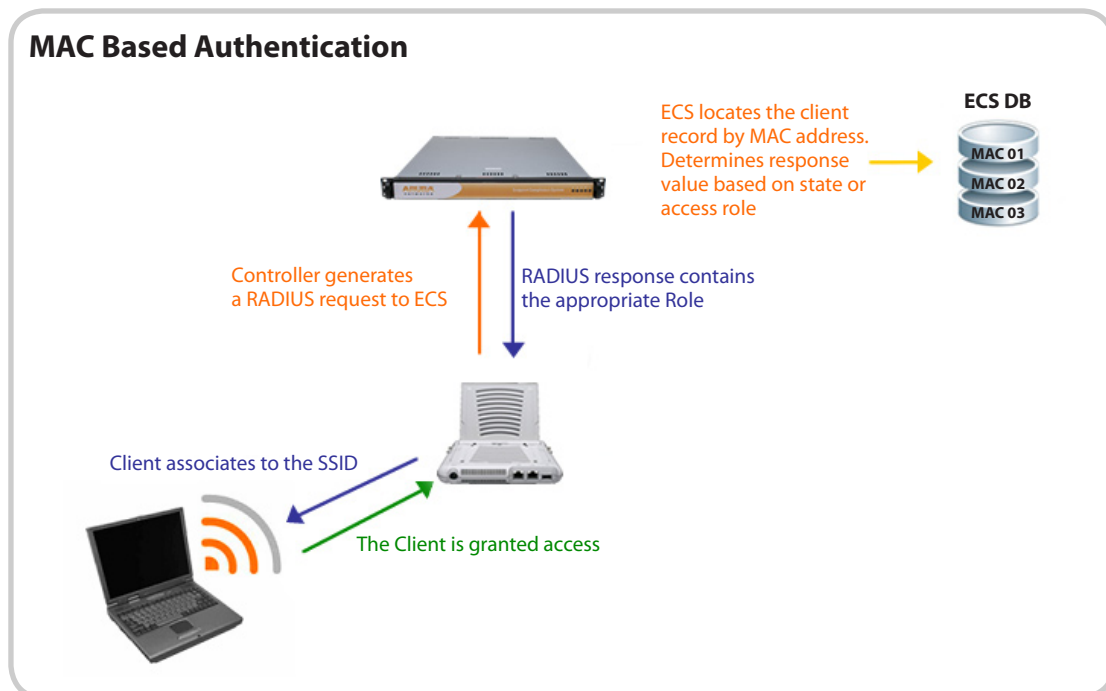 MAC Based Authentication
ECS DB
ECS locates the client
record by MAC address.
Determines response
value based on state or
access role
MAC 01
MAC 02
MAC 03
ARUBA
Controller generates
a RADIUS request to ECS
RADIUS response contains
the appropriate Role
Client associates to the SSID
The Client is granted access